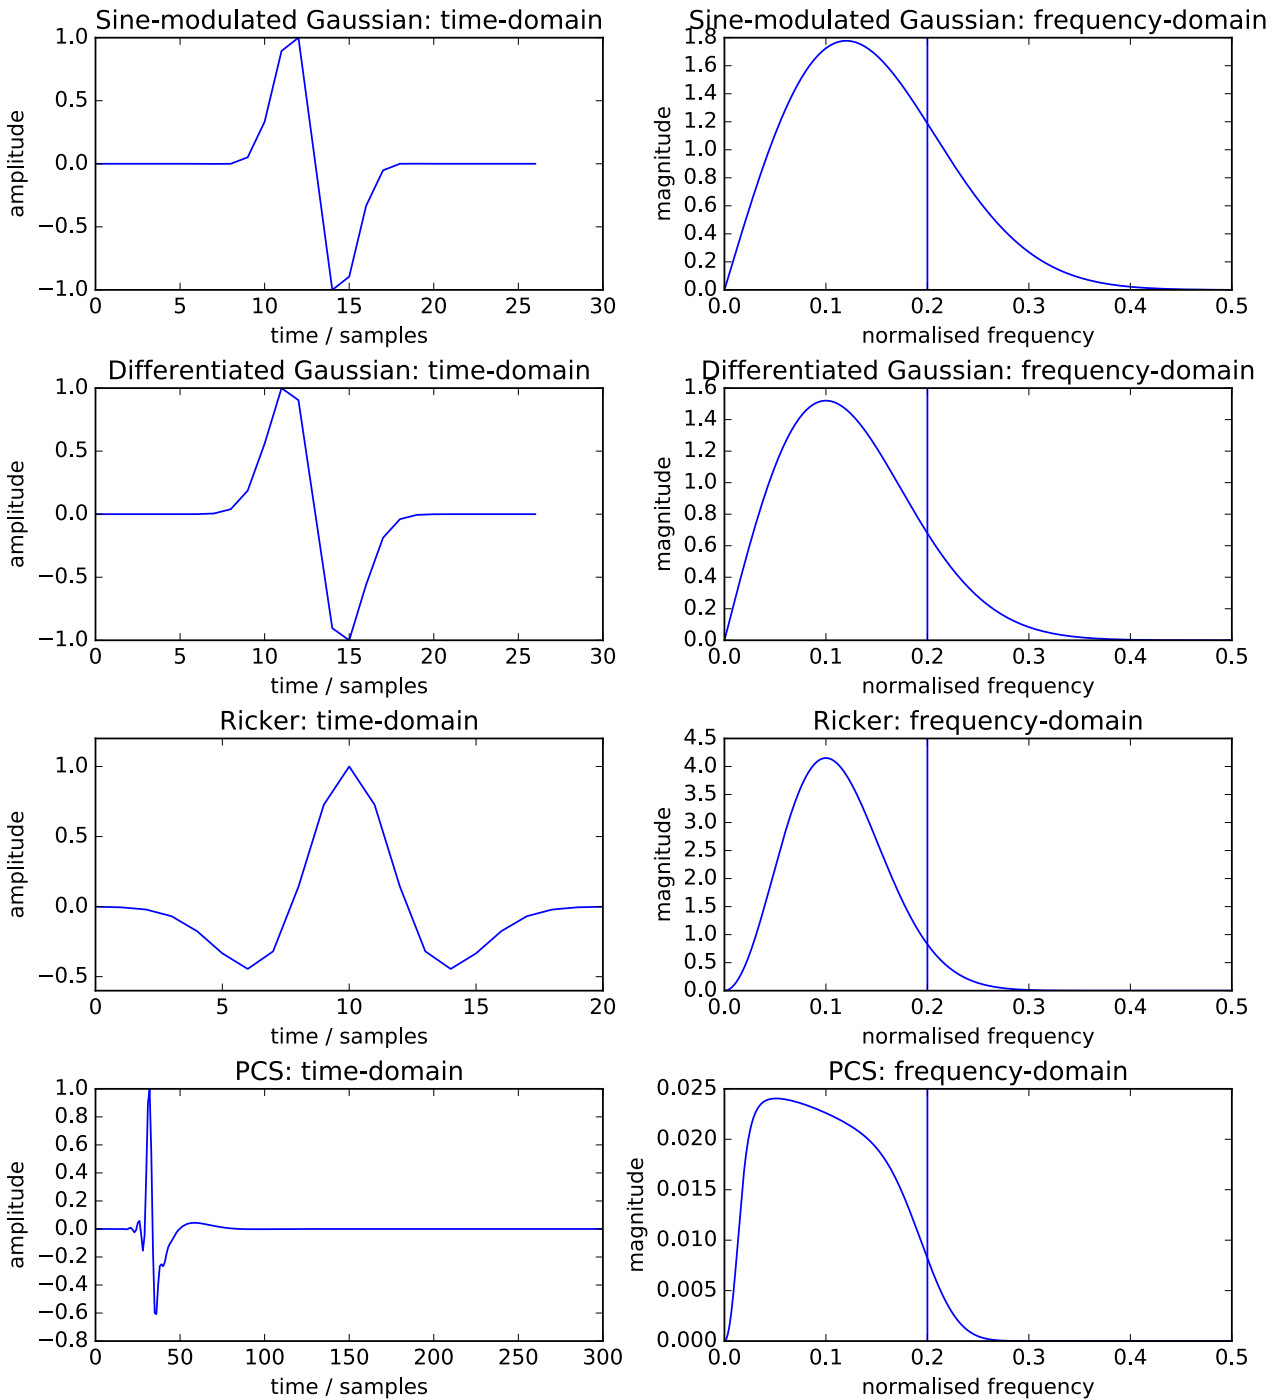 Sine-modulated Gaussian: time-domain
1.0
0.5
0.0
−0.5
−1.0
amplitude
0 5 10 15 20 25 30
time / samples
Sine-modulated Gaussian: frequency-domain
1.8
1.6
1.4
1.2
1.0
0.8
0.6
0.4
0.2
0.0
magnitude
0.0 0.1 0.2 0.3 0.4 0.5
normalised frequency
Differentiated Gaussian: time-domain
1.0
0.5
0.0
−0.5
−1.0
amplitude
0 5 10 15 20 25 30
time / samples
Differentiated Gaussian: frequency-domain
1.6
1.4
1.2
1.0
0.8
0.6
0.4
0.2
0.0
magnitude
0.0 0.1 0.2 0.3 0.4 0.5
normalised frequency
Ricker: time-domain
1.0
0.5
0.0
−0.5
amplitude
0 5 10 15 20
time / samples
Ricker: frequency-domain
4.5
4.0
3.5
3.0
2.5
2.0
1.5
1.0
0.5
0.0
magnitude
0.0 0.1 0.2 0.3 0.4 0.5
normalised frequency
PCS: time-domain
1.0
0.8
0.6
0.4
0.2
0.0
−0.2
−0.4
−0.6
−0.8
amplitude
0 50 100 150 200 250 300
time / samples
PCS: frequency-domain
0.025
0.020
0.015
0.010
0.005
0.000
magnitude
0.0 0.1 0.2 0.3 0.4 0.5
normalised frequency